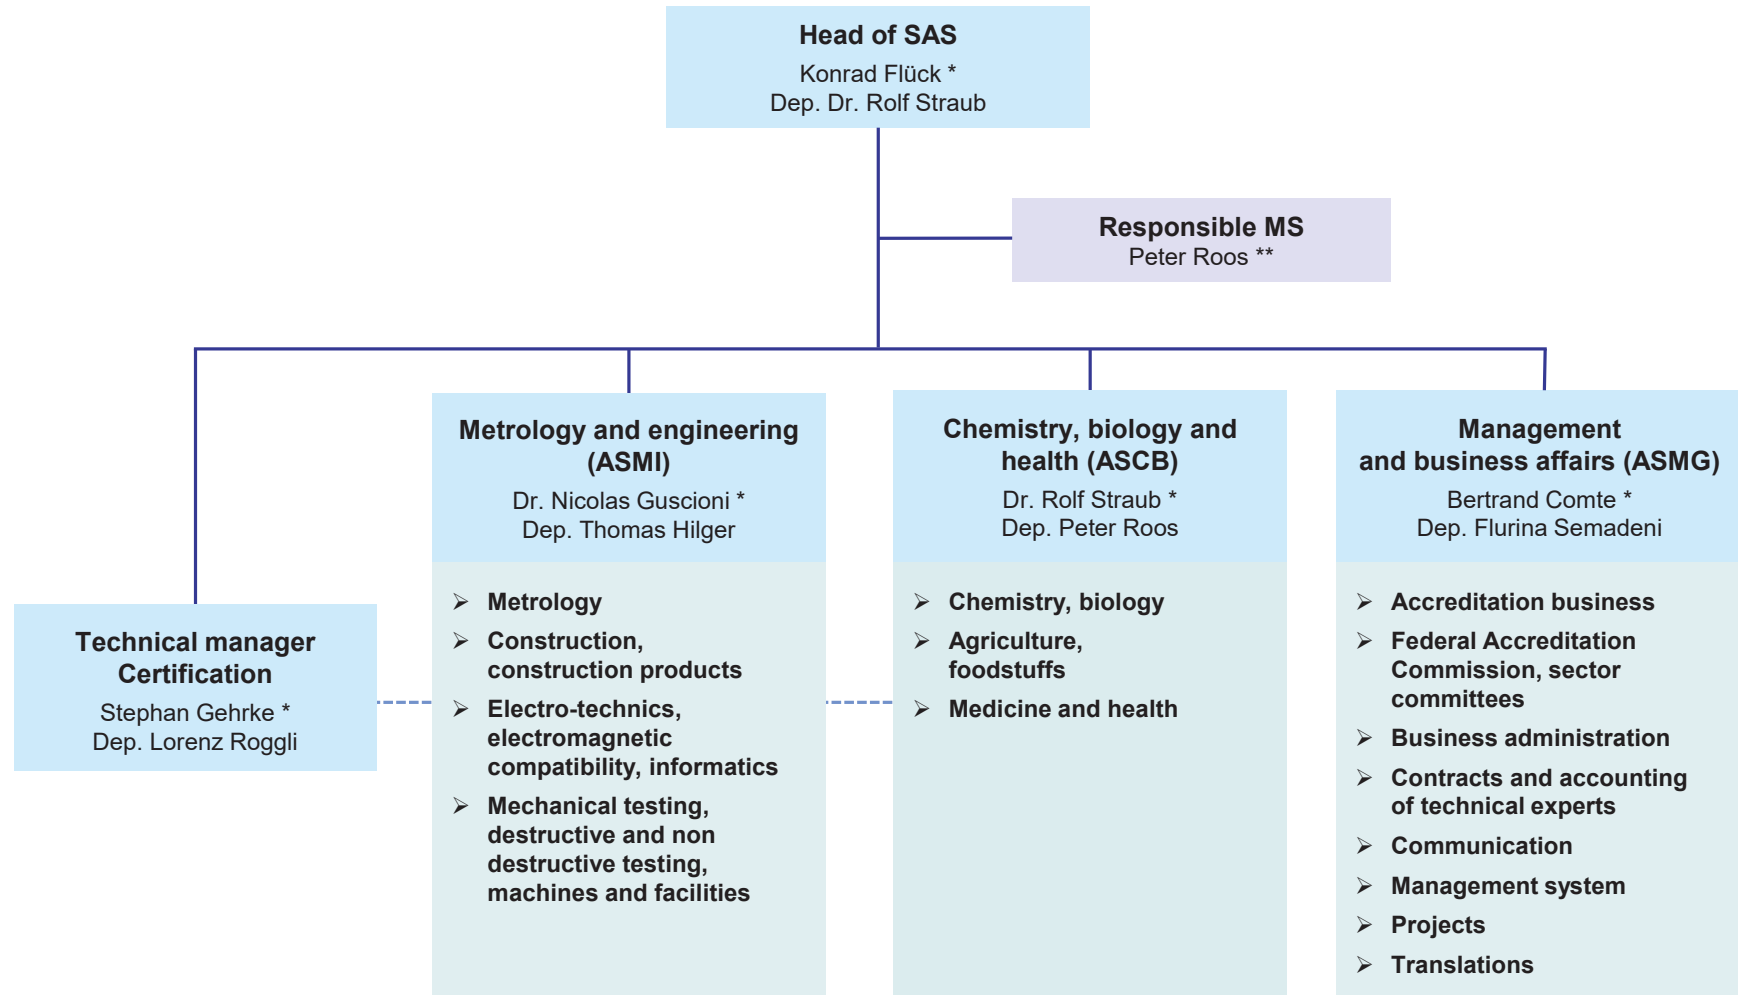 Head of SAS
Konrad Flück *
Dep. Dr. Rolf Straub
Responsible MS
Peter Roos **
Technical manager
Certification
Stephan Gehrke *
Dep. Lorenz Roggli
Metrology and engineering
(ASMI)
Dr. Nicolas Guscioni *
Dep. Thomas Hilger
➢ Metrology
➢ Construction,
construction products
➢ Electro-technics,
electromagnetic
compatibility, informatics
➢ Mechanical testing,
destructive and non
destructive testing,
machines and facilities
Chemistry, biology and
health (ASCB)
Dr. Rolf Straub *
Dep. Peter Roos
➢ Chemistry, biology
➢ Agriculture,
foodstuffs
➢ Medicine and health
Management
and business affairs (ASMG)
Bertrand Comte *
Dep. Flurina Semadeni
➢ Accreditation business
➢ Federal Accreditation
Commission, sector
committees
➢ Business administration
➢ Contracts and accounting
of technical experts
➢ Communication
➢ Management system
➢ Projects
➢ Translations